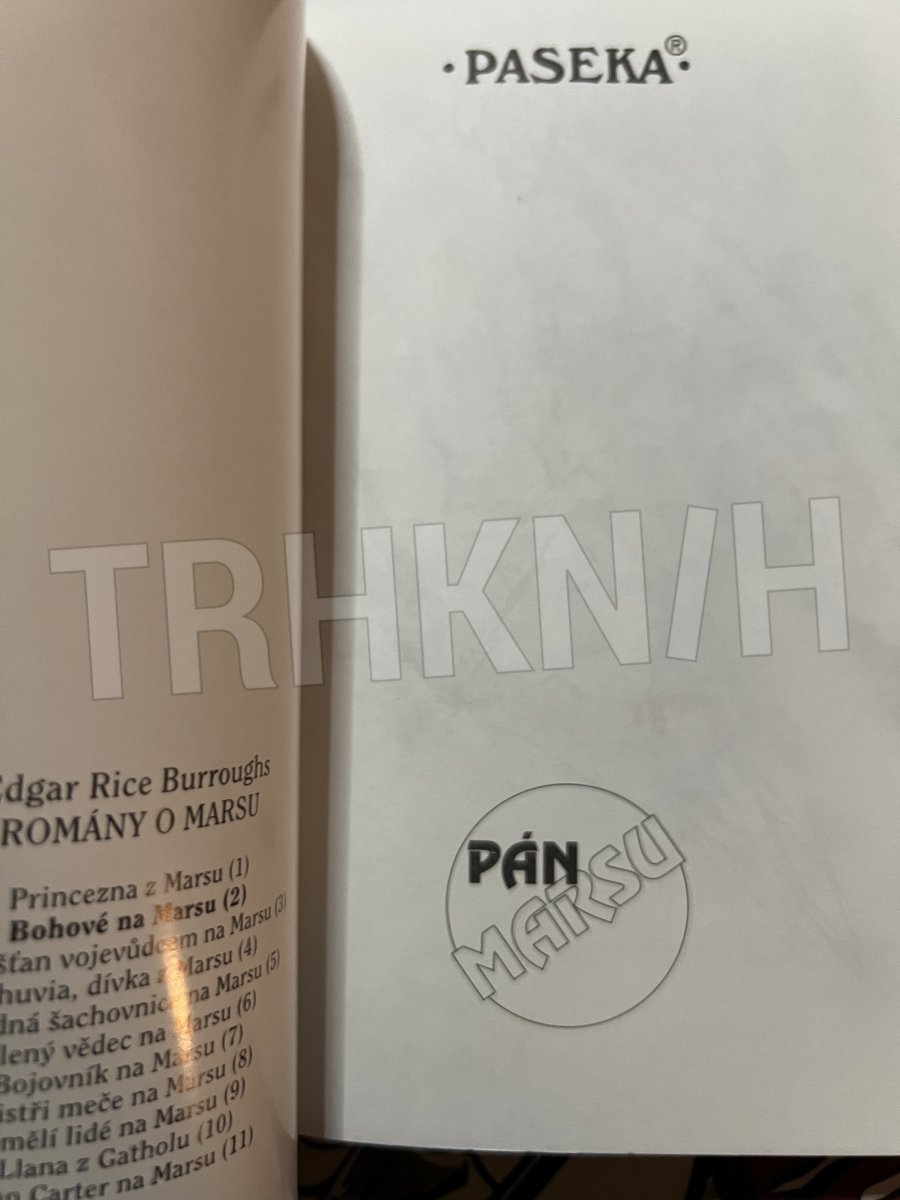 ·PASEKA®·
TRHKNIH
Edgar Rice Burroughs
ROMÁNY O MARSU
Princezna z Marsu (1)
Bohové na Marsu (2)
šťan vojevůdcem na Marsu (3)
huvia, dívka z Marsu (4)
dná šachovnice na Marsu (5)
lený vědec na Marsu (6)
Bojovník na Marsu (7)
istři meče na Marsu (8)
mělí lidé na Marsu (9)
Llana z Gatholu (10)
n Carter na Marsu (11)
PÁN
MARSU